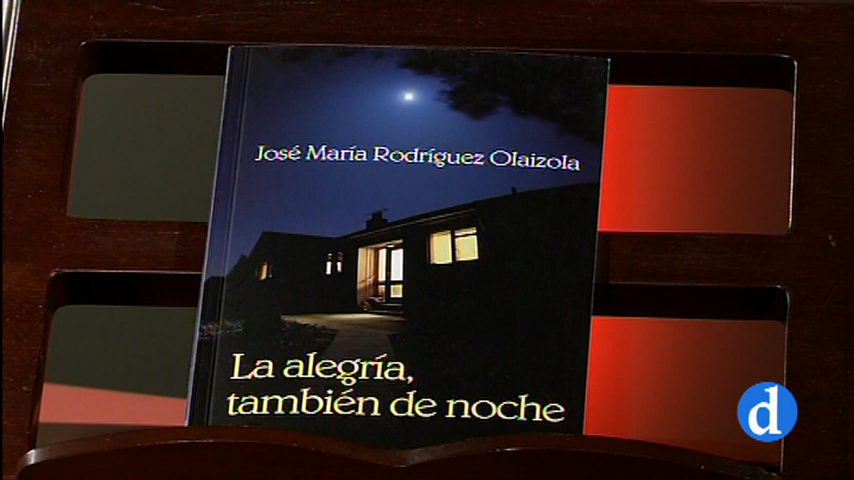 José María Rodríguez Olaizola
La alegría,
también de noche
d